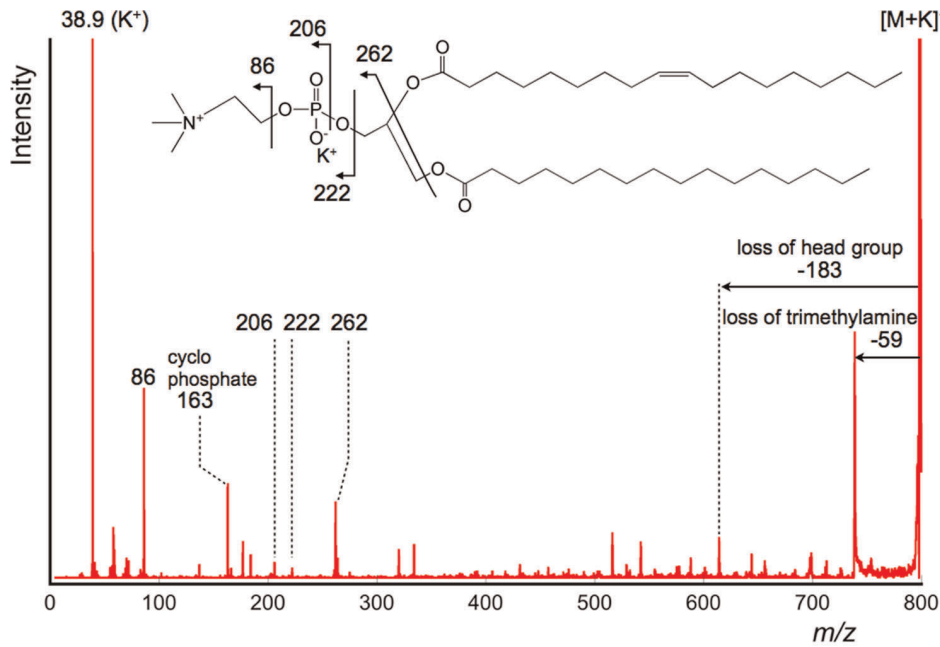 38.9 (K⁺)
[M+K]
206
262
86
O
O
P
O
O
O
O⁻
K⁺
N⁺
O
O
222
Intensity
loss of head group
-183
loss of trimethylamine
-59
206 222 262
cyclo
phosphate
163
86
0 100 200 300 400 500 600 700 800
m/z